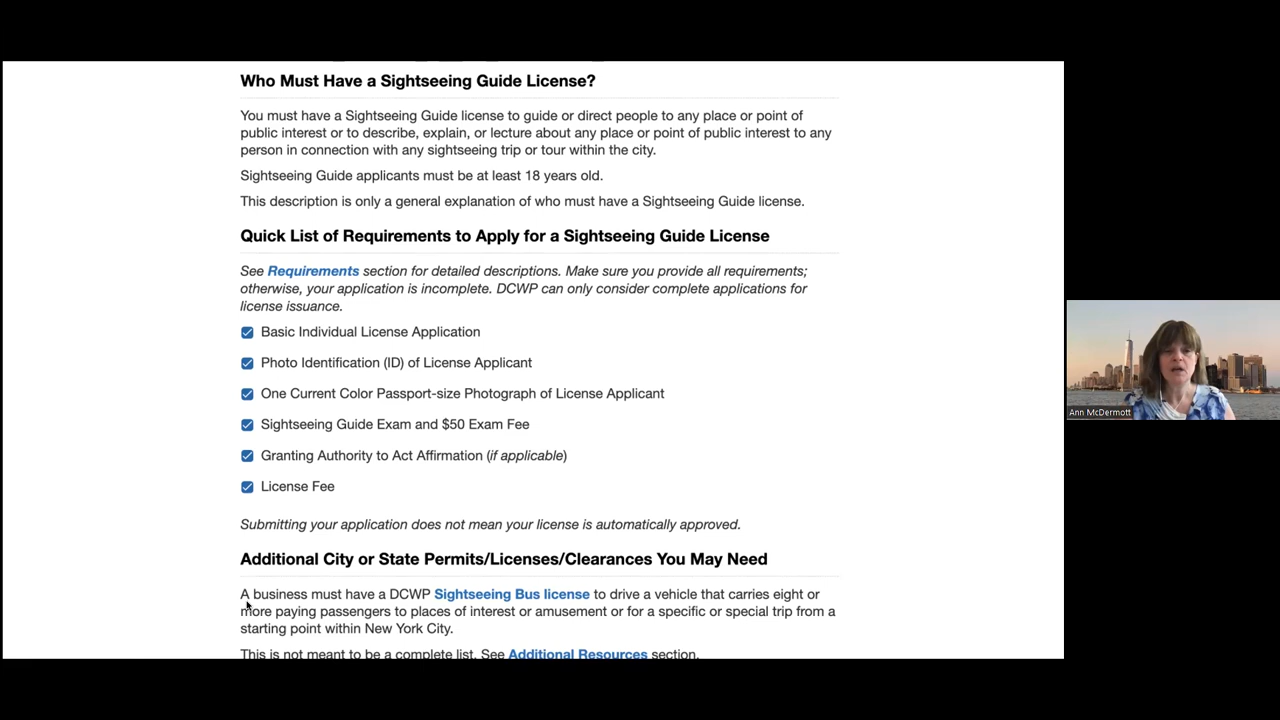 Who Must Have a Sightseeing Guide License?
You must have a Sightseeing Guide license to guide or direct people to any place or point of
public interest or to describe, explain, or lecture about any place or point of public interest to any
person in connection with any sightseeing trip or tour within the city.
Sightseeing Guide applicants must be at least 18 years old.
This description is only a general explanation of who must have a Sightseeing Guide license.
Quick List of Requirements to Apply for a Sightseeing Guide License
See Requirements section for detailed descriptions. Make sure you provide all requirements;
otherwise, your application is incomplete. DCWP can only consider complete applications for
license issuance.
Basic Individual License Application
Photo Identification (ID) of License Applicant
One Current Color Passport-size Photograph of License Applicant
Sightseeing Guide Exam and $50 Exam Fee
Granting Authority to Act Affirmation (if applicable)
License Fee
Submitting your application does not mean your license is automatically approved.
Additional City or State Permits/Licenses/Clearances You May Need
A business must have a DCWP Sightseeing Bus license to drive a vehicle that carries eight or
more paying passengers to places of interest or amusement or for a specific or special trip from a
starting point within New York City.
This is not meant to be a complete list. See Additional Resources section.
Ann McDermott